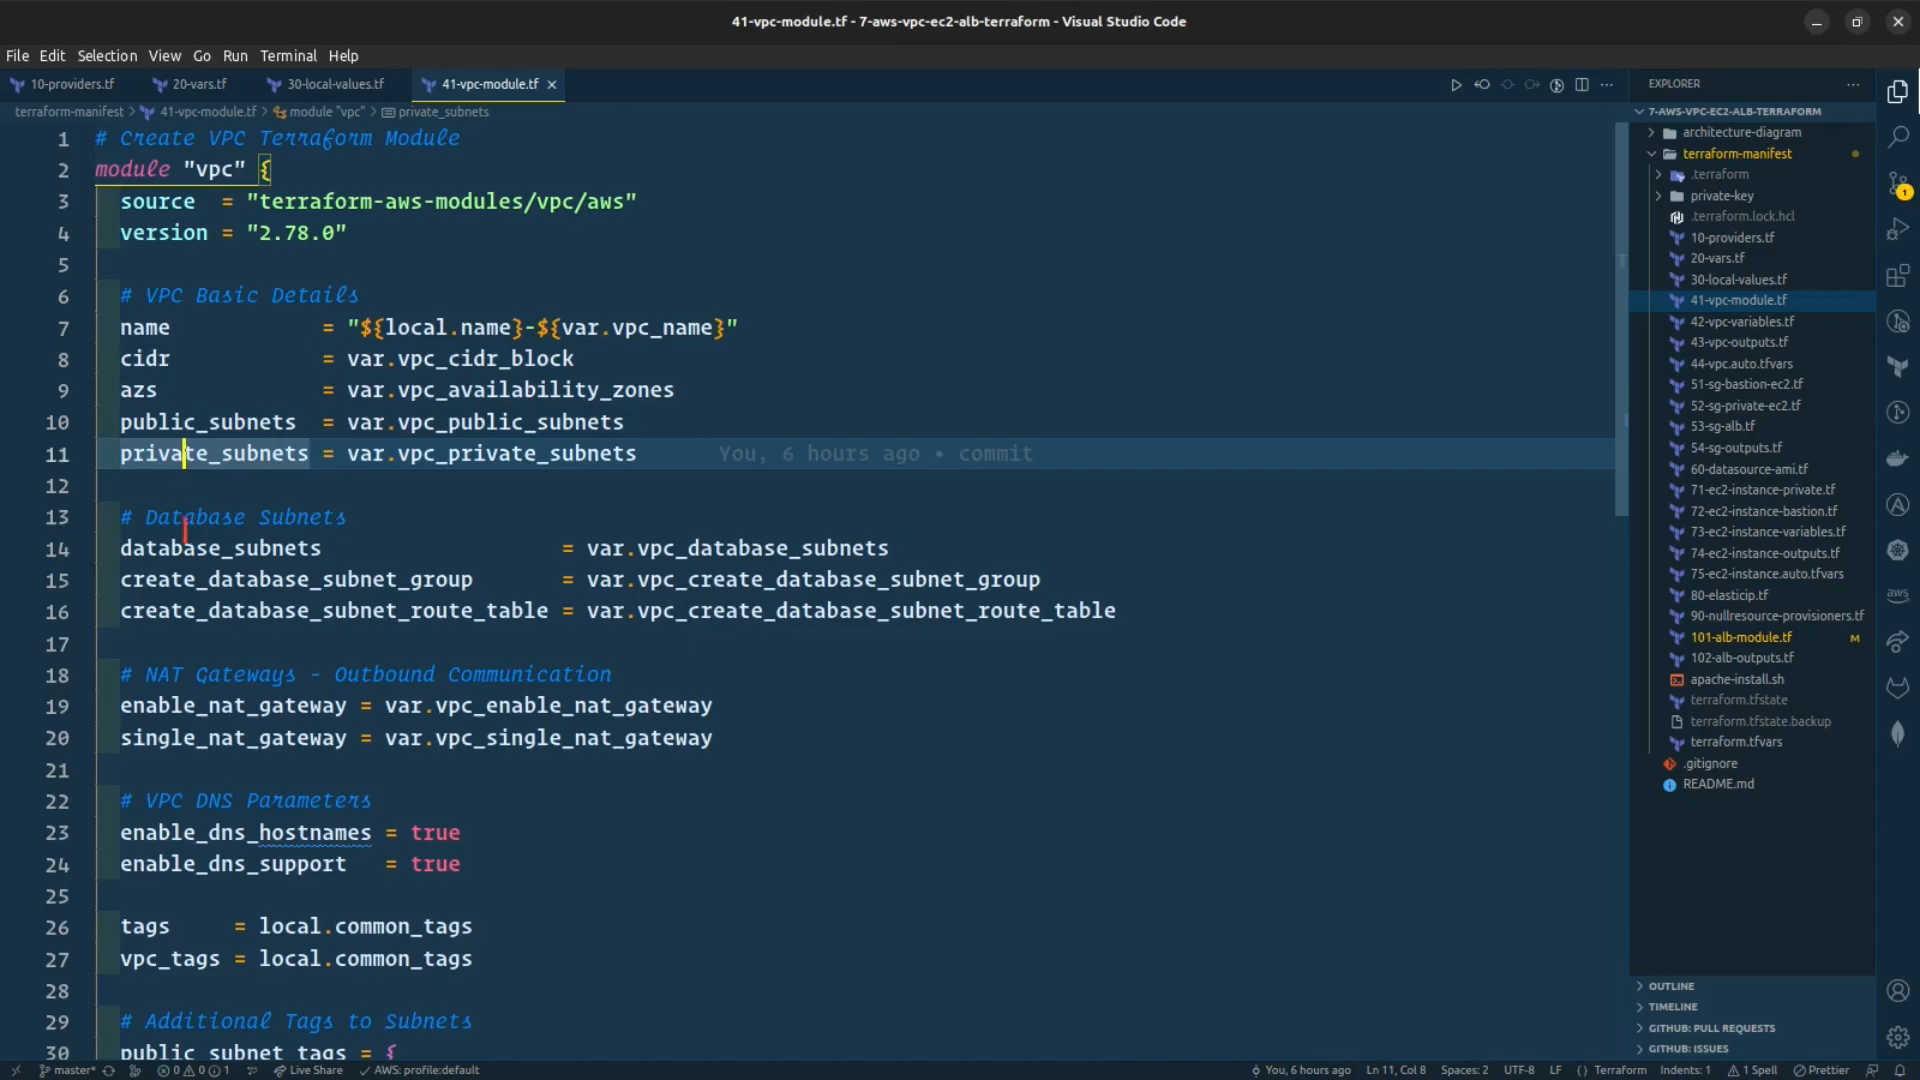 41-vpc-module.tf - 7-aws-vpc-ec2-alb-terraform - Visual Studio Code
File Edit Selection View Go Run Terminal Help
10-providers.tf 20-vars.tf 30-local-values.tf 41-vpc-module.tf
terraform-manifest > 41-vpc-module.tf > module "vpc" > private_subnets
1 # Create VPC Terraform Module
2 module "vpc" {
3 source = "terraform-aws-modules/vpc/aws"
4 version = "2.78.0"
5
6 # VPC Basic Details
7 name = "${local.name}-${var.vpc_name}"
8 cidr = var.vpc_cidr_block
9 azs = var.vpc_availability_zones
10 public_subnets = var.vpc_public_subnets
11 private_subnets = var.vpc_private_subnets You, 6 hours ago • commit
12
13 # Database Subnets
14 database_subnets = var.vpc_database_subnets
15 create_database_subnet_group = var.vpc_create_database_subnet_group
16 create_database_subnet_route_table = var.vpc_create_database_subnet_route_table
17
18 # NAT Gateways - Outbound Communication
19 enable_nat_gateway = var.vpc_enable_nat_gateway
20 single_nat_gateway = var.vpc_single_nat_gateway
21
22 # VPC DNS Parameters
23 enable_dns_hostnames = true
24 enable_dns_support = true
25
26 tags = local.common_tags
27 vpc_tags = local.common_tags
28
29 # Additional Tags to Subnets
30 public_subnet_tags = {
EXPLORER
7-AWS-VPC-EC2-ALB-TERRAFORM
architecture-diagram
terraform-manifest
.terraform
private-key
.terraform.lock.hcl
10-providers.tf
20-vars.tf
30-local-values.tf
41-vpc-module.tf
42-vpc-variables.tf
43-vpc-outputs.tf
44-vpc.auto.tfvars
51-sg-bastion-ec2.tf
52-sg-private-ec2.tf
53-sg-alb.tf
54-sg-outputs.tf
60-datasource-ami.tf
71-ec2-instance-private.tf
72-ec2-instance-bastion.tf
73-ec2-instance-variables.tf
74-ec2-instance-outputs.tf
75-ec2-instance.auto.tfvars
80-elasticip.tf
90-nullresource-provisioners.tf
101-alb-module.tf M
102-alb-outputs.tf
apache-install.sh
terraform.tfstate
terraform.tfstate.backup
terraform.tfvars
.gitignore
README.md
OUTLINE
TIMELINE
GITHUB: PULL REQUESTS
GITHUB: ISSUES
1
aws
master* 0 0 1 Live Share AWS: profile:default You, 6 hours ago Ln 11, Col 8 Spaces: 2 UTF-8 LF {} Terraform Indents: 1 1 Spell Prettier